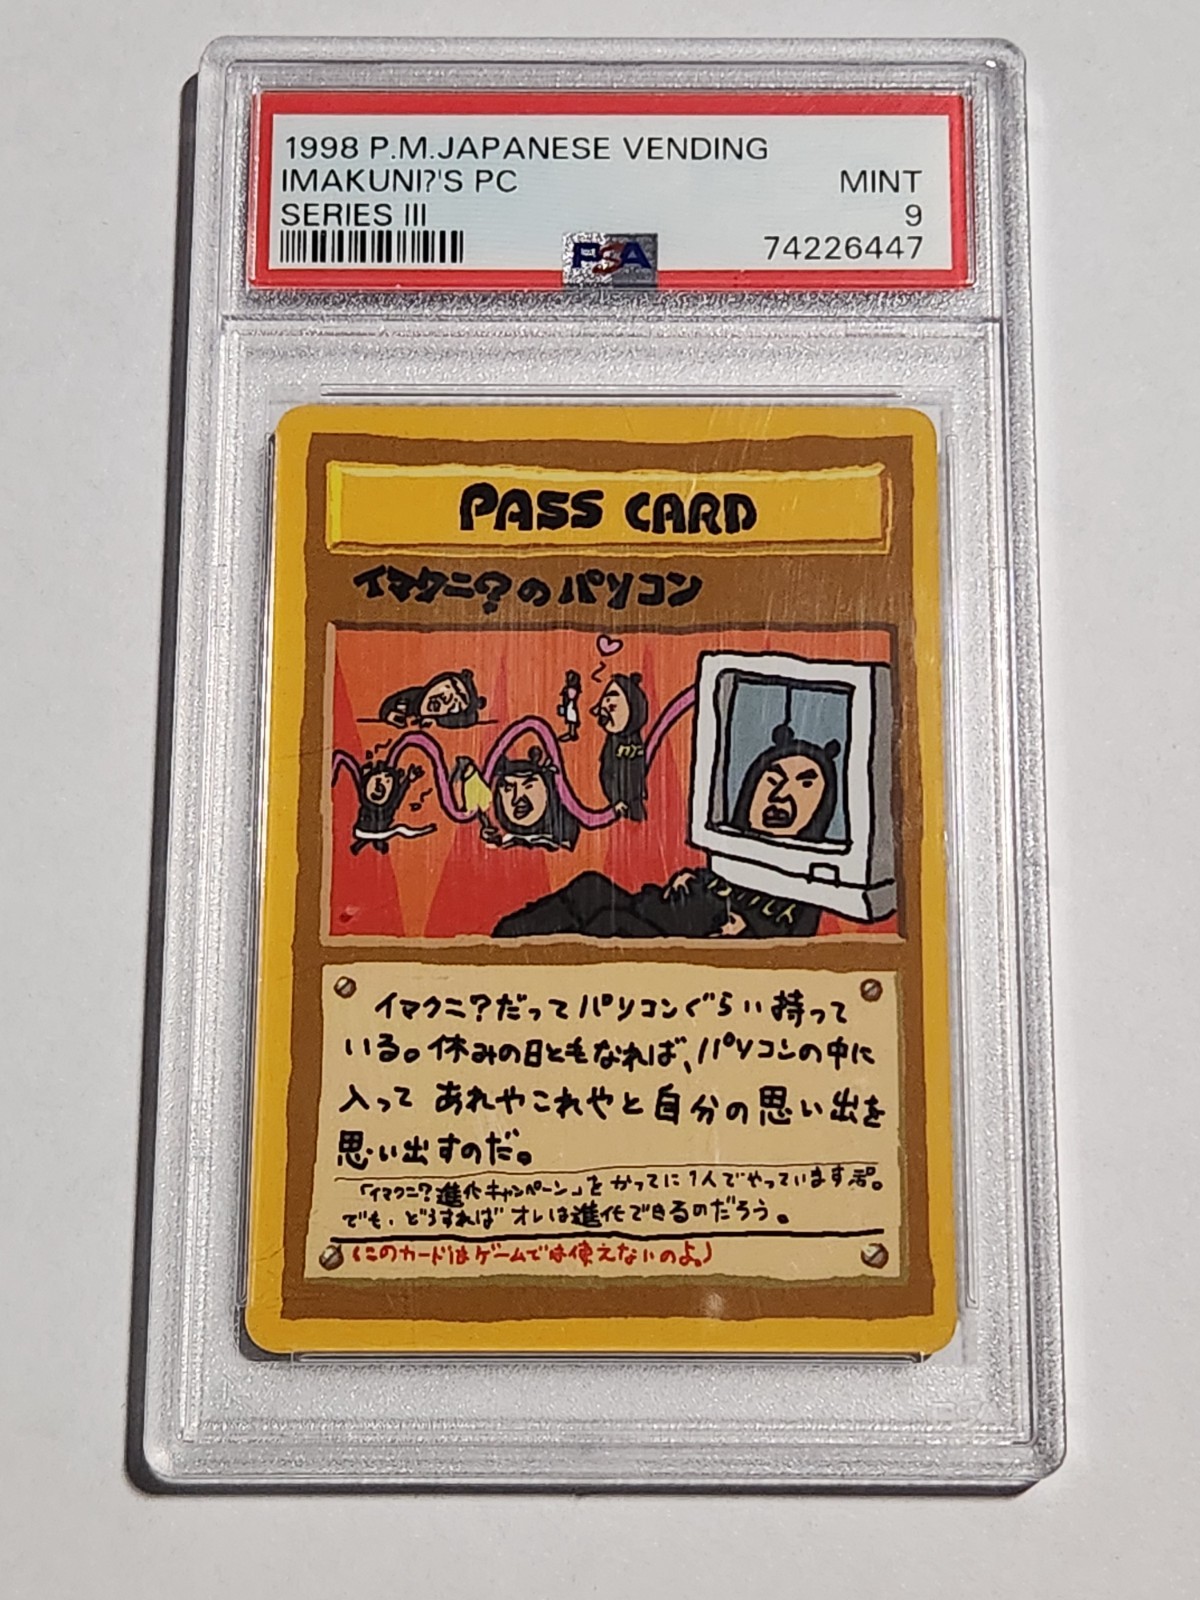 1998 P.M.JAPANESE VENDING
IMAKUNI?'S PC MINT
SERIES III 9
PSA 74226447
PASS CARD
イマクニ?のパソコン
イマクニ?だってパソコンぐらい持って
いる。休みの日ともなれば、パソコンの中に
入って あれやこれやと自分の思い出を
思い出すのだ。
「イマクニ?進化キャンペーン」をかってに1人でやっています。
でも、どうすればオレは進化できるのだろう。
(このカードはゲームでは使えないのよ。)